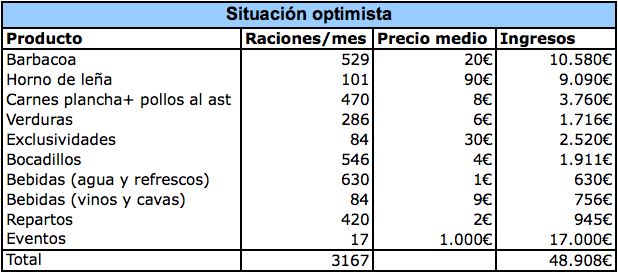 Situación optimista
Producto Raciones/mes Precio medio Ingresos
Barbacoa 529 20€ 10.580€
Horno de leña 101 90€ 9.090€
Carnes plancha+ pollos al ast 470 8€ 3.760€
Verduras 286 6€ 1.716€
Exclusividades 84 30€ 2.520€
Bocadillos 546 4€ 1.911€
Bebidas (agua y refrescos) 630 1€ 630€
Bebidas (vinos y cavas) 84 9€ 756€
Repartos 420 2€ 945€
Eventos 17 1.000€ 17.000€
Total 3167 48.908€